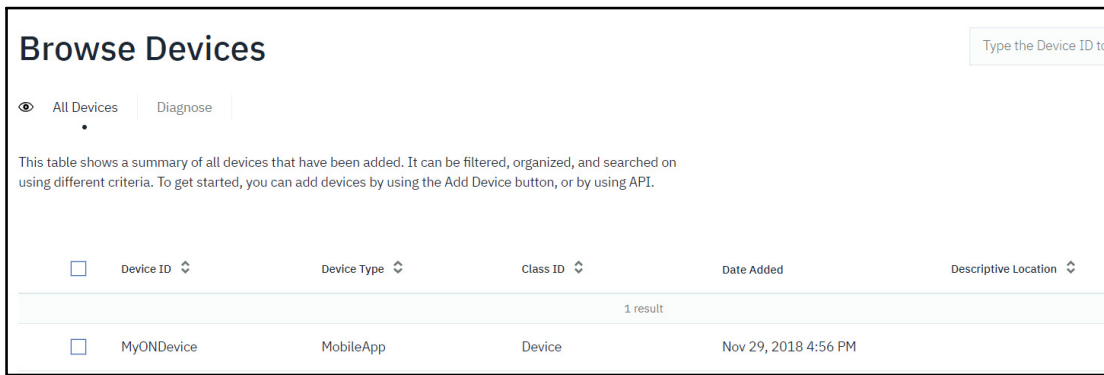 Browse Devices
Type the Device ID to
All Devices
Diagnose
This table shows a summary of all devices that have been added. It can be filtered, organized, and searched on
using different criteria. To get started, you can add devices by using the Add Device button, or by using API.
Device ID Device Type Class ID Date Added Descriptive Location
1 result
MyONDevice MobileApp Device Nov 29, 2018 4:56 PM